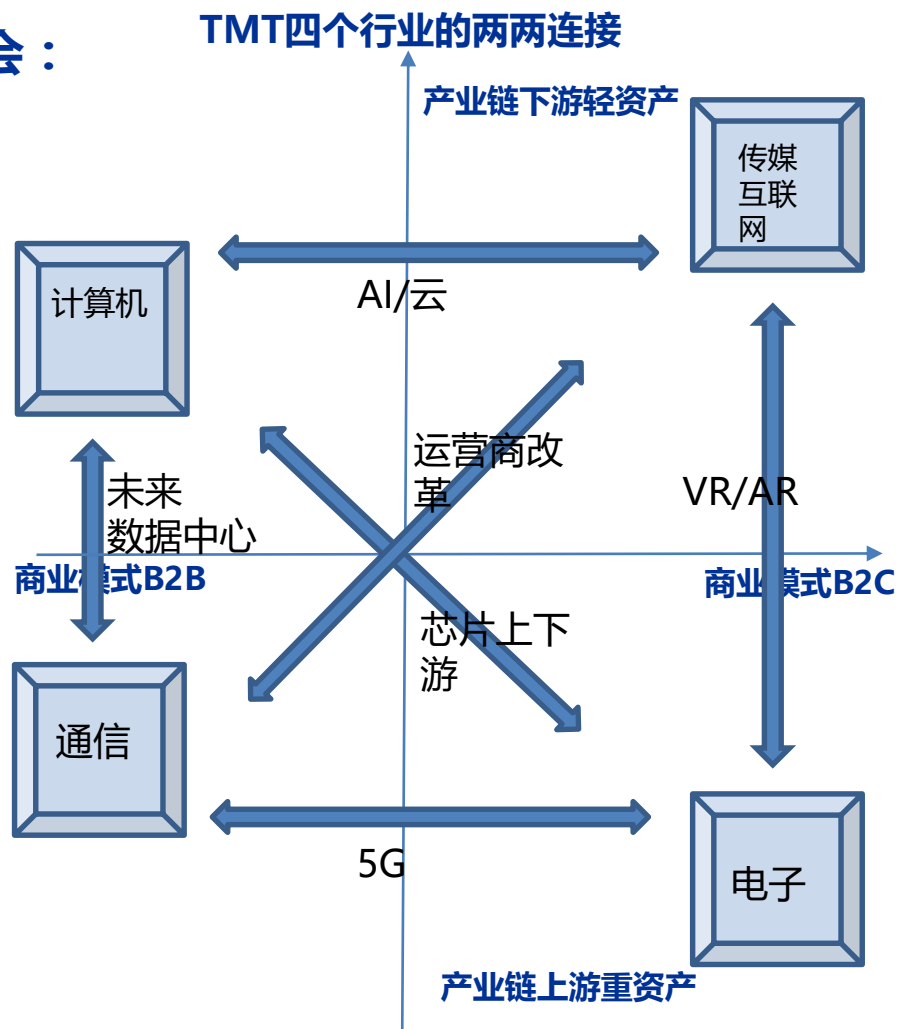 TMT四个行业的两两连接
会：
产业链下游轻资产
传媒
互联
网
计算机
AI/云
运营商改
革
未来
数据中心
VR/AR
商业模式B2B
商业模式B2C
芯片上下
游
通信
5G
电子
产业链上游重资产